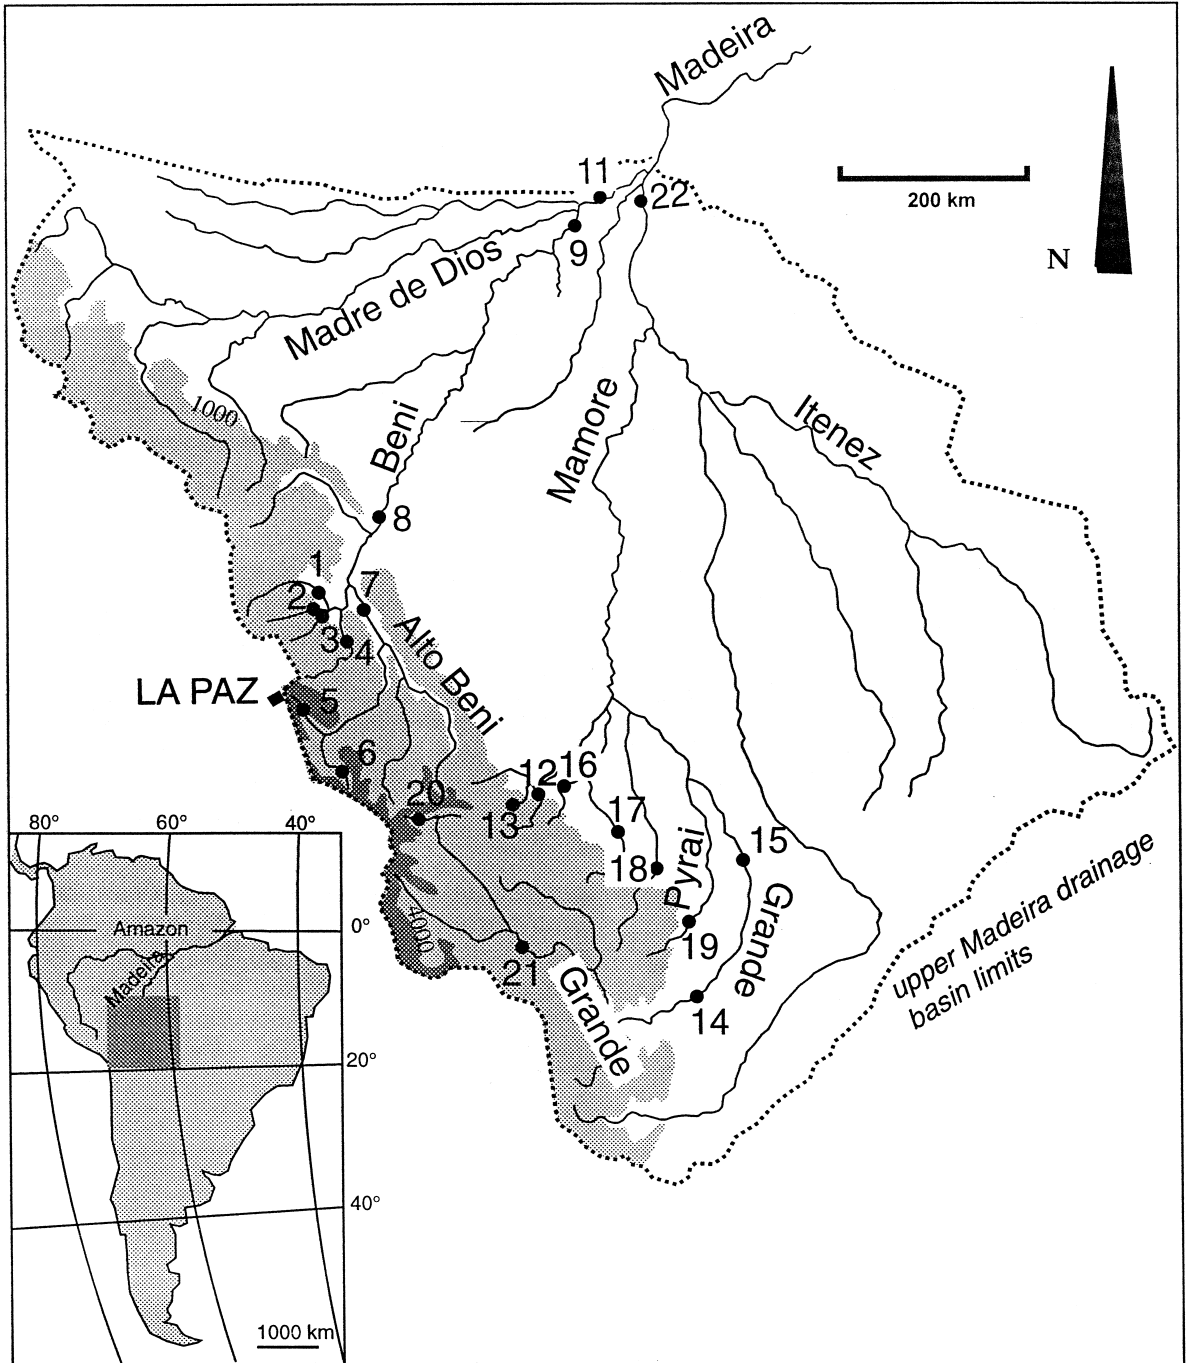 Madeira
11
22
200 km
9
N
Madre de Dios
1000
Beni
Mamore
Itenez
8
1
2
7
3
4
Alto Beni
LA PAZ
5
6
20
12
16
13
17
15
18
Pyrai
Grande
19
21
14
4000
Grande
upper Madeira drainage
basin limits
80°
60°
40°
Amazon
0°
Madeira
20°
40°
1000 km